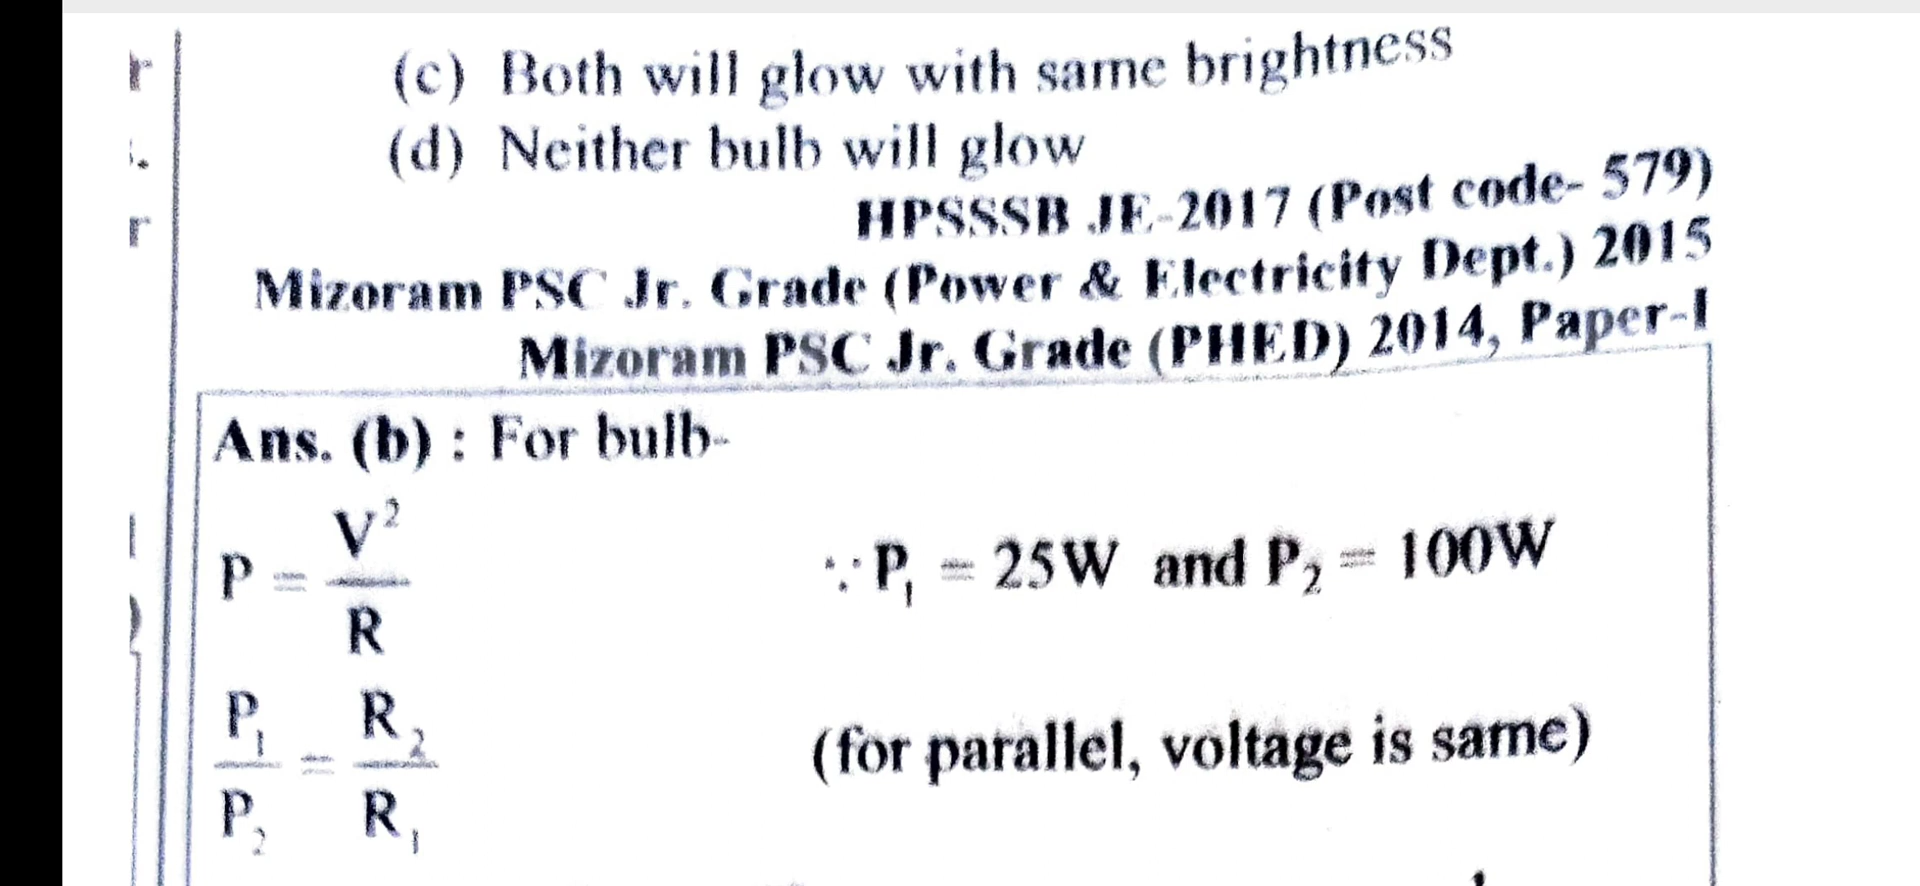 (c) Both will glow with same brightness
(d) Neither bulb will glow
HPSSSB JE-2017 (Post code- 579)
Mizoram PSC Jr. Grade (Power & Electricity Dept.) 2015
Mizoram PSC Jr. Grade (PHED) 2014, Paper-I
Ans. (b) : For bulb-
P = V²/R ∵ P₁ = 25W and P₂ = 100W
P₁/P₂ = R₂/R₁ (for parallel, voltage is same)